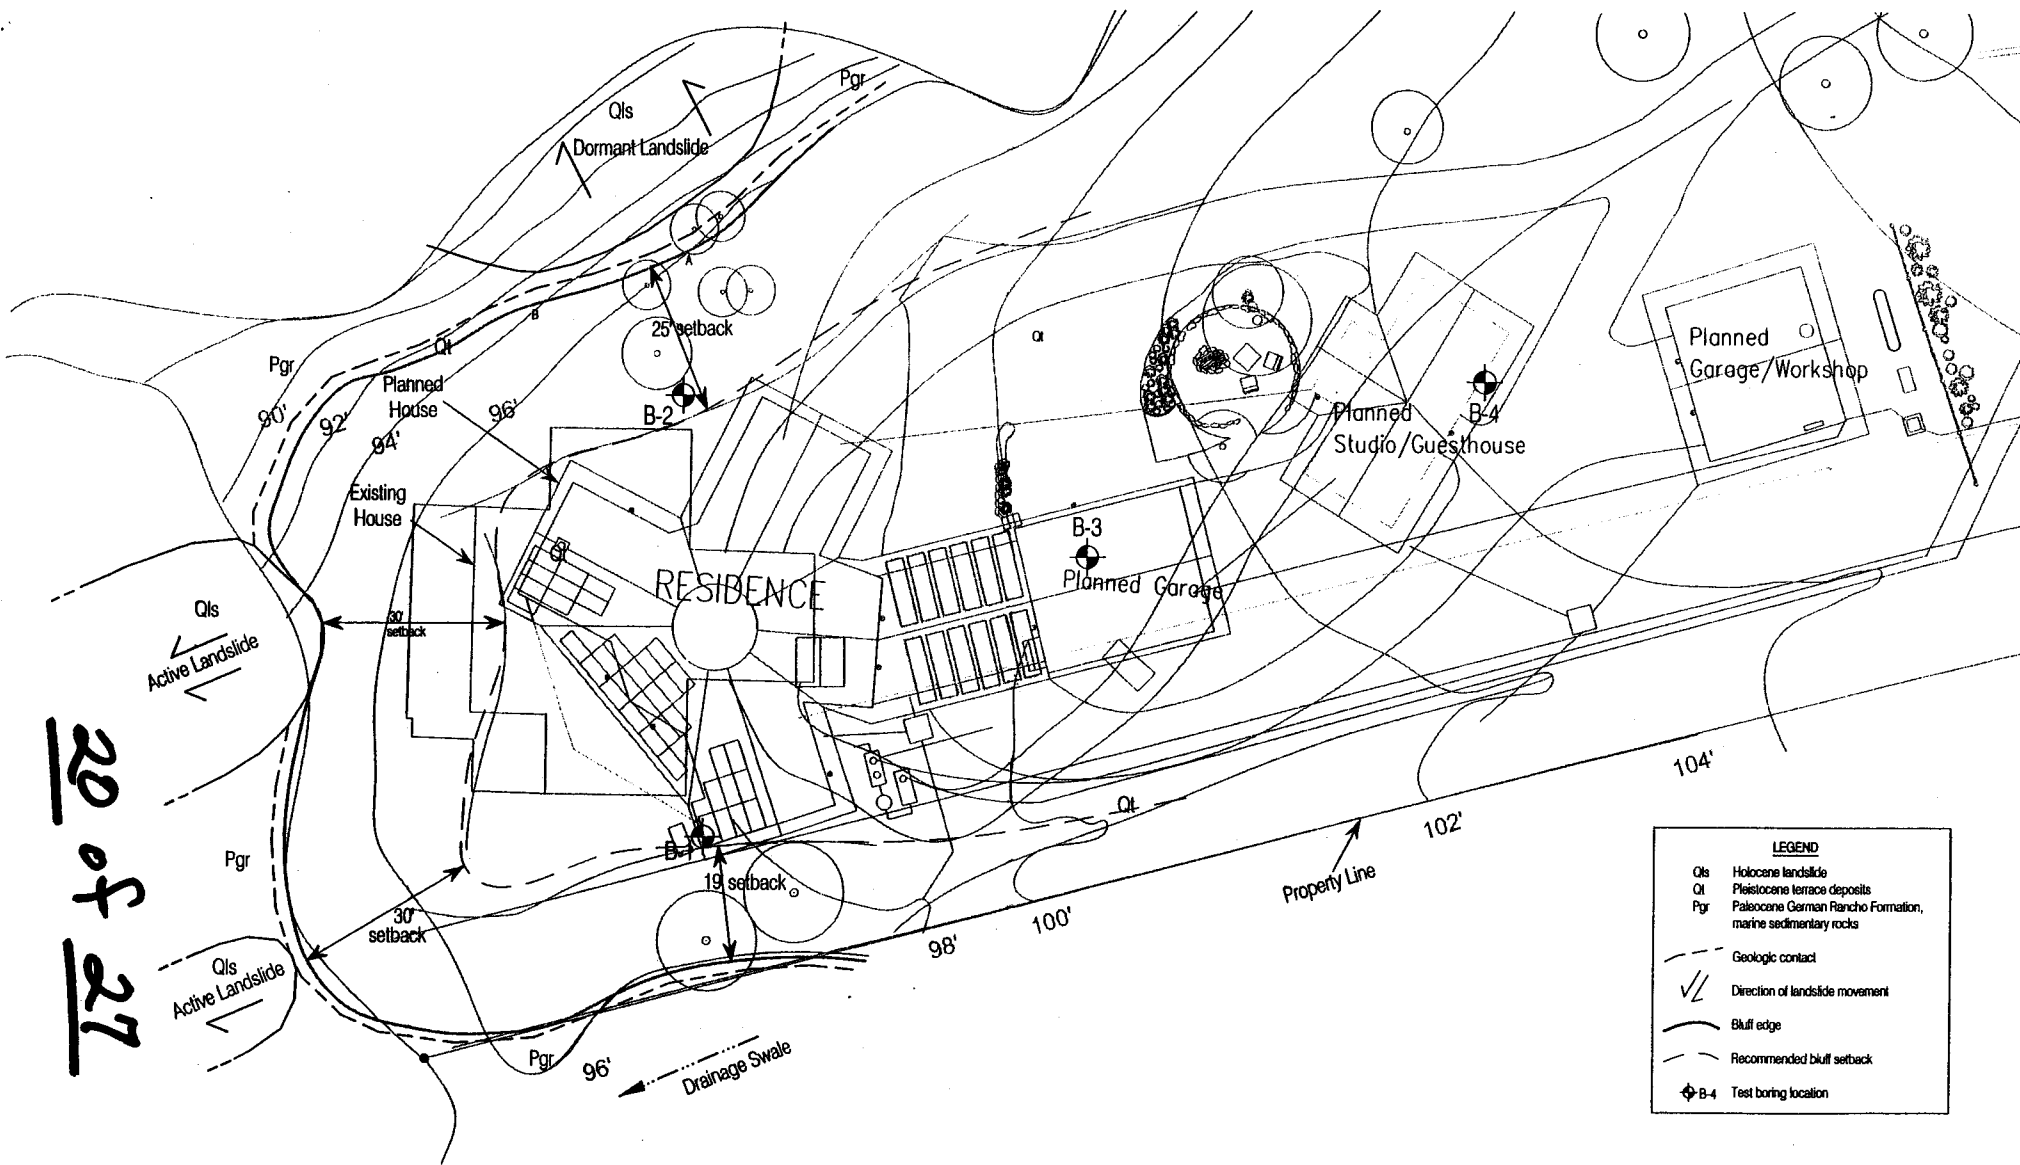 Pgr
Qls
Dormant Landslide
A
B
25' setback
Qt
Qt
Pgr
Planned
House
90'
92'
94'
96'
B-2
Existing
House
Qt
RESIDENCE
B-3
Planned Garage
Planned
Studio/Guesthouse
B-4
Planned
Garage/Workshop
Qls
Active Landslide
30'
setback
20 of 27
Pgr
B-1
19 setback
30'
setback
Qls
Active Landslide
Pgr
96'
Drainage Swale
98'
100'
Property Line
102'
104'
Qt
LEGEND
Qls Holocene landslide
Qt Pleistocene terrace deposits
Pgr Paleocene German Rancho Formation,
marine sedimentary rocks
Geologic contact
Direction of landslide movement
Bluff edge
Recommended bluff setback
B-4 Test boring location